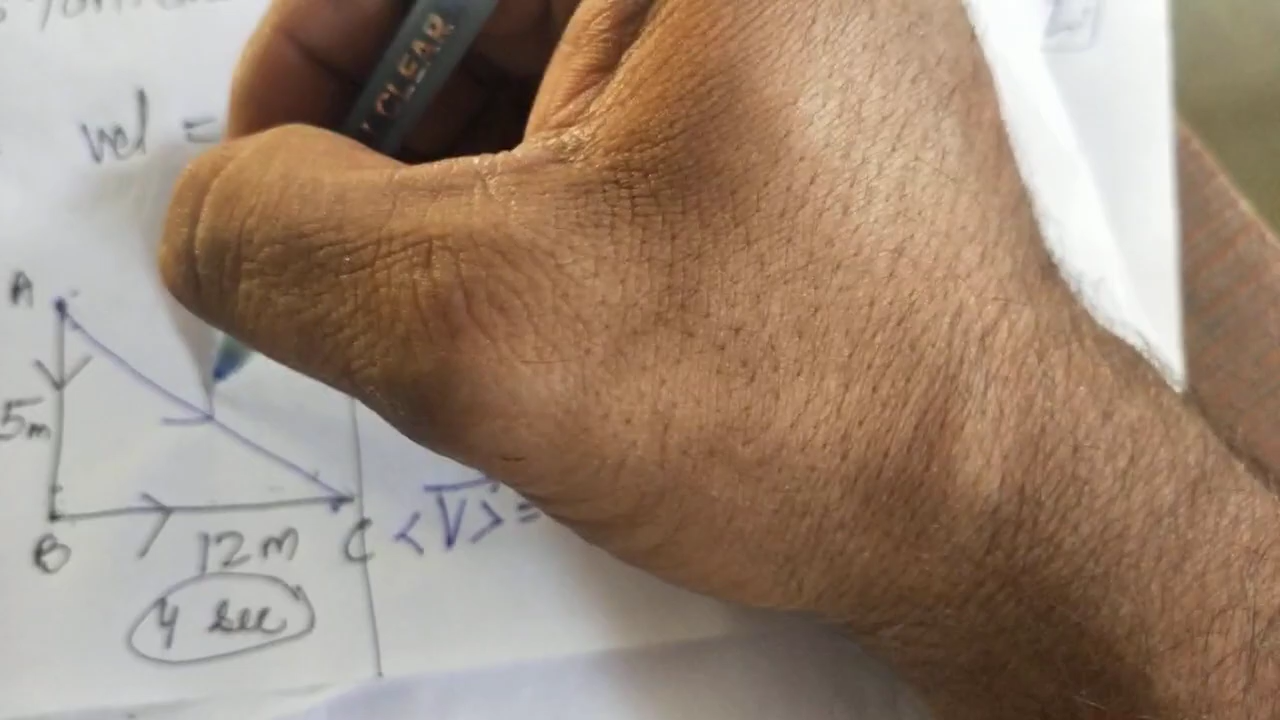 vel =
CLEAR
A
5m
B
12m
C
<V> =
4 sec